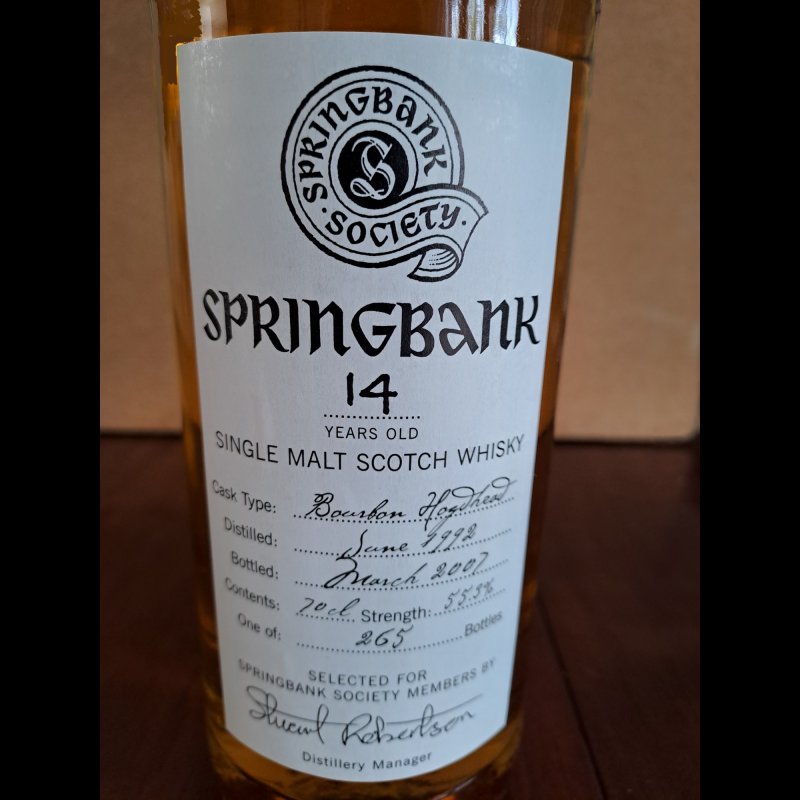 SPRINGBANK
S
· SOCIETY ·
SPRINGBANK
14
YEARS OLD
SINGLE MALT SCOTCH WHISKY
Cask Type: Bourbon Hogshead
Distilled: June 1992
Bottled: March 2007
Contents: 70cl Strength: 55.3%
One of: 265 Bottles
SELECTED FOR
SPRINGBANK SOCIETY MEMBERS BY
Stuart Robertson
Distillery Manager